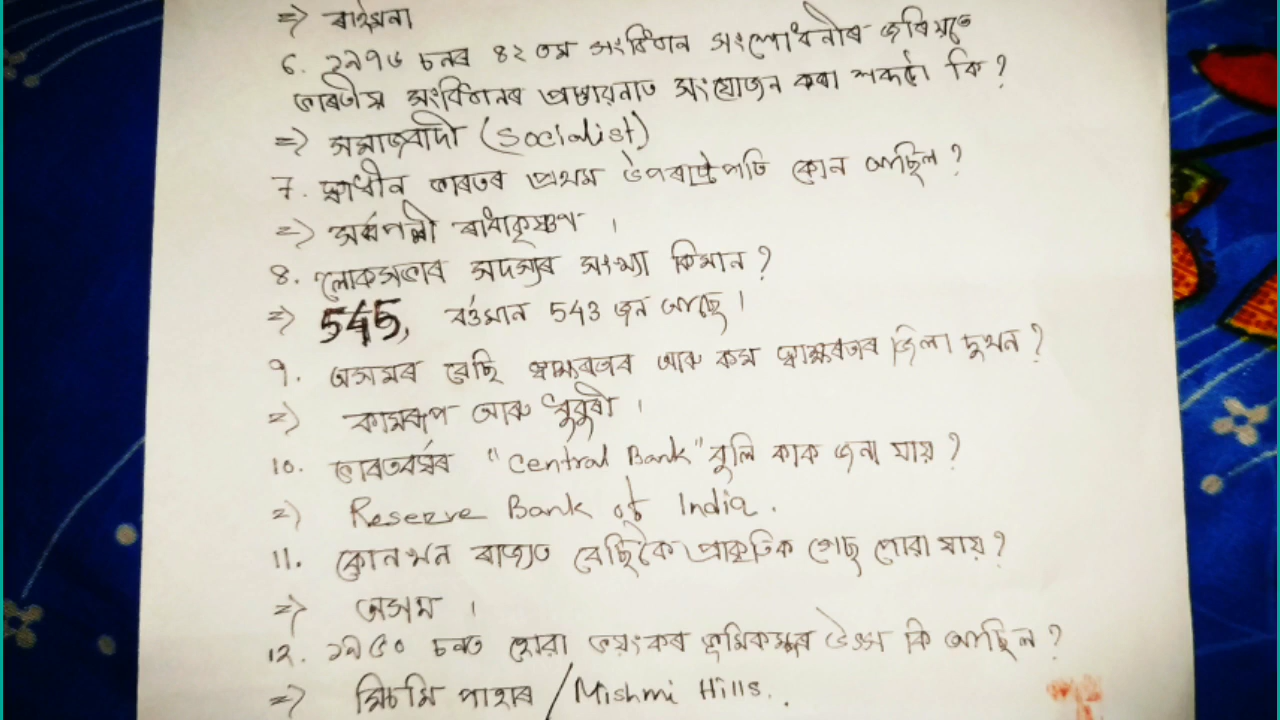 => ৰাইমনা
6. ১৯৭৬ চনৰ ৪২ তম সংবিধান সংশোধনীৰ জৰিয়তে
ভাৰতীয় সংবিধানৰ প্ৰস্তাৱনাত সংযোজন কৰা শব্দটো কি ?
=> সমাজবাদী (Socialist)
7. স্বাধীন ভাৰতৰ প্ৰথম উপৰাষ্ট্ৰপতি কোন আছিল ?
=> সৰ্বপল্লী ৰাধাকৃষ্ণণ ।
8. লোকসভাৰ সদস্যৰ সংখ্যা কিমান ?
=> 545, বৰ্তমান 543 জন আছে ।
9. অসমৰ বেছি স্বাক্ষৰতাৰ আৰু কম স্বাক্ষৰতাৰ জিলা দুখন ?
=> কামৰূপ আৰু ধুবুৰী ।
10. ভাৰতবৰ্ষৰ "Central Bank" বুলি কাক জনা যায় ?
=> Reserve Bank of India.
11. কোনখন ৰাজ্যত বেছিকৈ প্ৰাকৃতিক গেছ পোৱা যায় ?
=> অসম ।
12. ১৯৫০ চনত হোৱা ভয়ংকৰ ভূমিকম্পৰ উৎস কি আছিল ?
=> মিচমি পাহাৰ / Mishmi Hills.